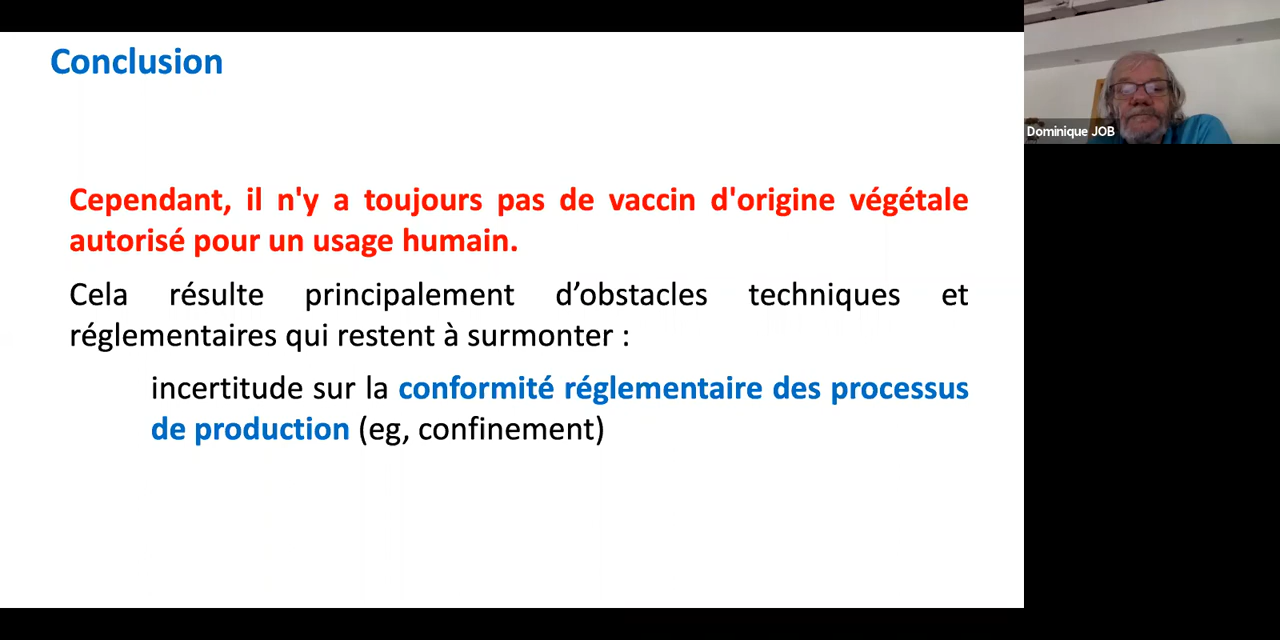 Conclusion
Cependant, il n'y a toujours pas de vaccin d'origine végétale
autorisé pour un usage humain.
Cela résulte principalement d’obstacles techniques et
réglementaires qui restent à surmonter :
incertitude sur la conformité réglementaire des processus
de production (eg, confinement)
Dominique JOB